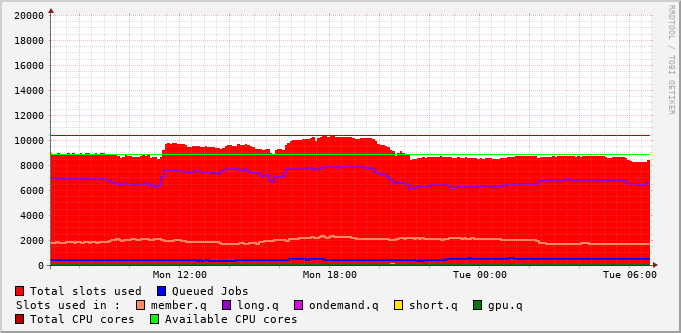 20000
18000
16000
14000
12000
10000
8000
6000
4000
2000
0
Mon 12:00 Mon 18:00 Tue 00:00 Tue 06:00
Total slots used Queued Jobs
Slots used in : member.q long.q ondemand.q short.q gpu.q
Total CPU cores Available CPU cores
RRDTOOL / TOBI OETIKER